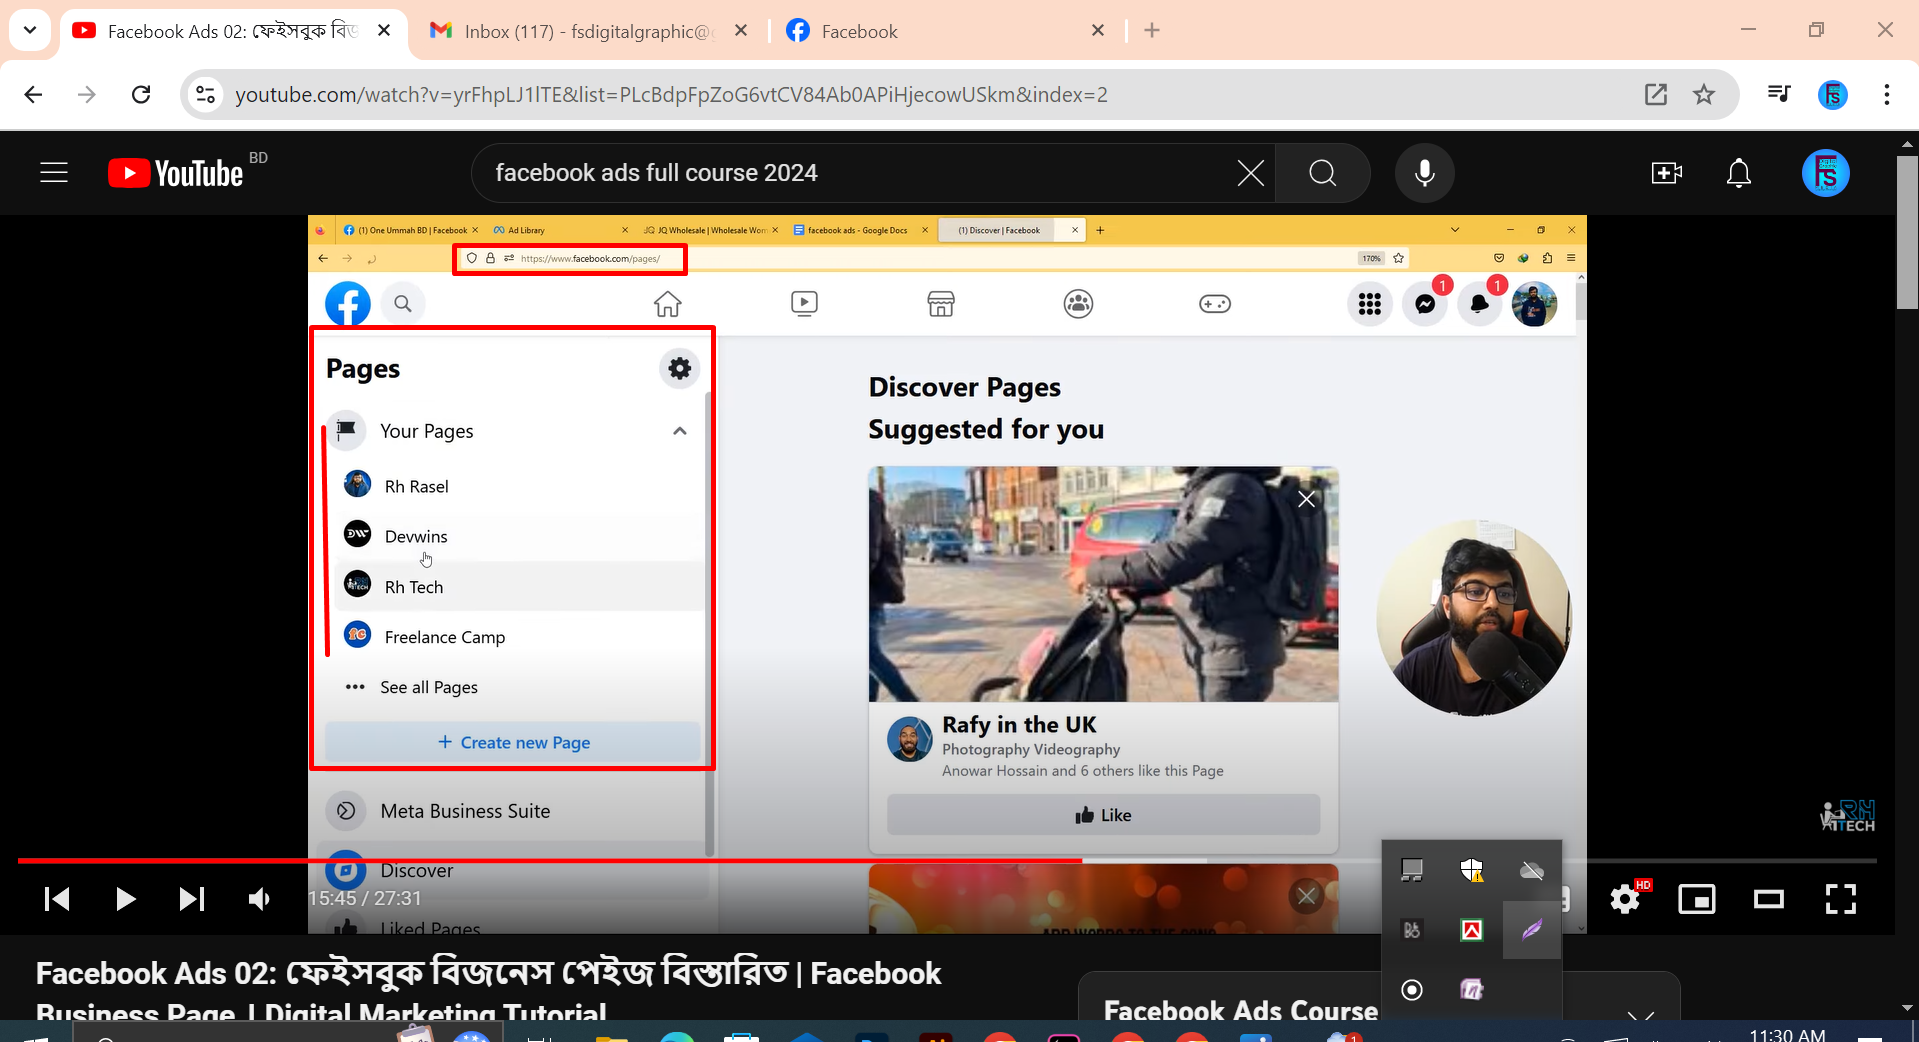 Facebook Ads 02: ফেইসবুক বিজ
Inbox (117) - fsdigitalgraphic@g
Facebook
youtube.com/watch?v=yrFhpLJ1lTE&list=PLcBdpFpZoG6vtCV84Ab0APiHjecowUSkm&index=2
YouTube BD
facebook ads full course 2024
(1) One Ummah BD | Facebook
Ad Library
JQ JQ Wholesale | Wholesale Wom
facebook ads - Google Docs
(1) Discover | Facebook
https://www.facebook.com/pages/
170%
1
1
Pages
Your Pages
Rh Rasel
Devwins
Rh Tech
Freelance Camp
See all Pages
+ Create new Page
Meta Business Suite
Discover
Liked Pages
Discover Pages
Suggested for you
Rafy in the UK
Photography Videography
Anowar Hossain and 6 others like this Page
Like
RH TECH
15:45 / 27:31
HD
Facebook Ads 02: ফেইসবুক বিজনেস পেইজ বিস্তারিত | Facebook
Business Page | Digital Marketing Tutorial
Facebook Ads Course
1
11:30 AM